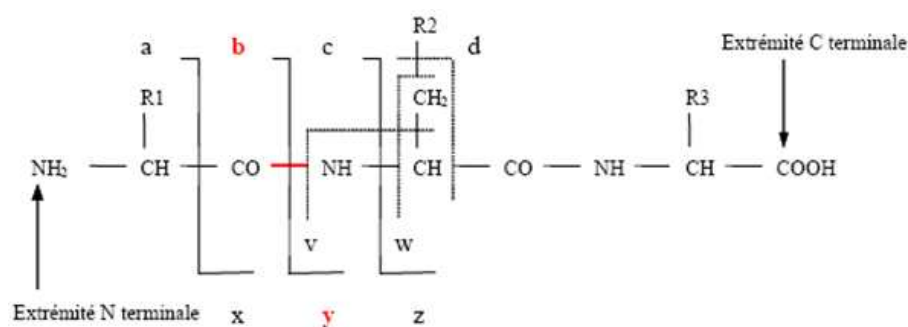 R2
a b c d Extrémité C terminale
R1 CH₂ R3
NH₂ CH CO NH CH CO NH CH COOH
v w
x y z
Extrémité N terminale